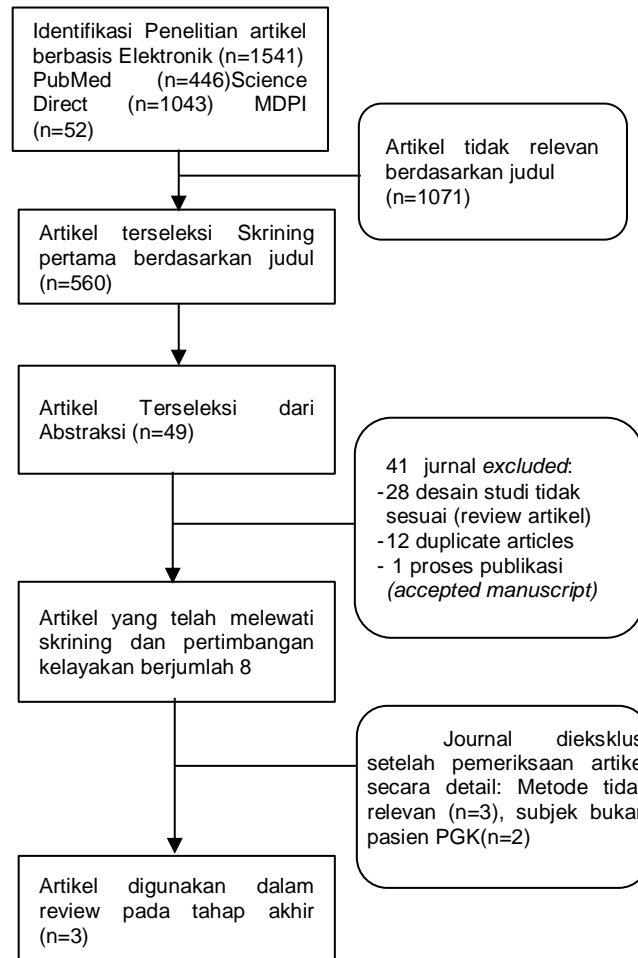 Identifikasi Penelitian artikel
berbasis Elektronik (n=1541)
PubMed (n=446)Science
Direct (n=1043) MDPI
(n=52)
Artikel tidak relevan
berdasarkan judul
(n=1071)
Artikel terseleksi Skrining
pertama berdasarkan judul
(n=560)
Artikel Terseleksi dari
Abstraksi (n=49)
41 jurnal excluded:
-28 desain studi tidak
sesuai (review artikel)
-12 duplicate articles
- 1 proses publikasi
(accepted manuscript)
Artikel yang telah melewati
skrining dan pertimbangan
kelayakan berjumlah 8
Journal dieksklus
setelah pemeriksaan artike
secara detail: Metode tida
relevan (n=3), subjek bukan
pasien PGK(n=2)
Artikel digunakan dalam
review pada tahap akhir
(n=3)